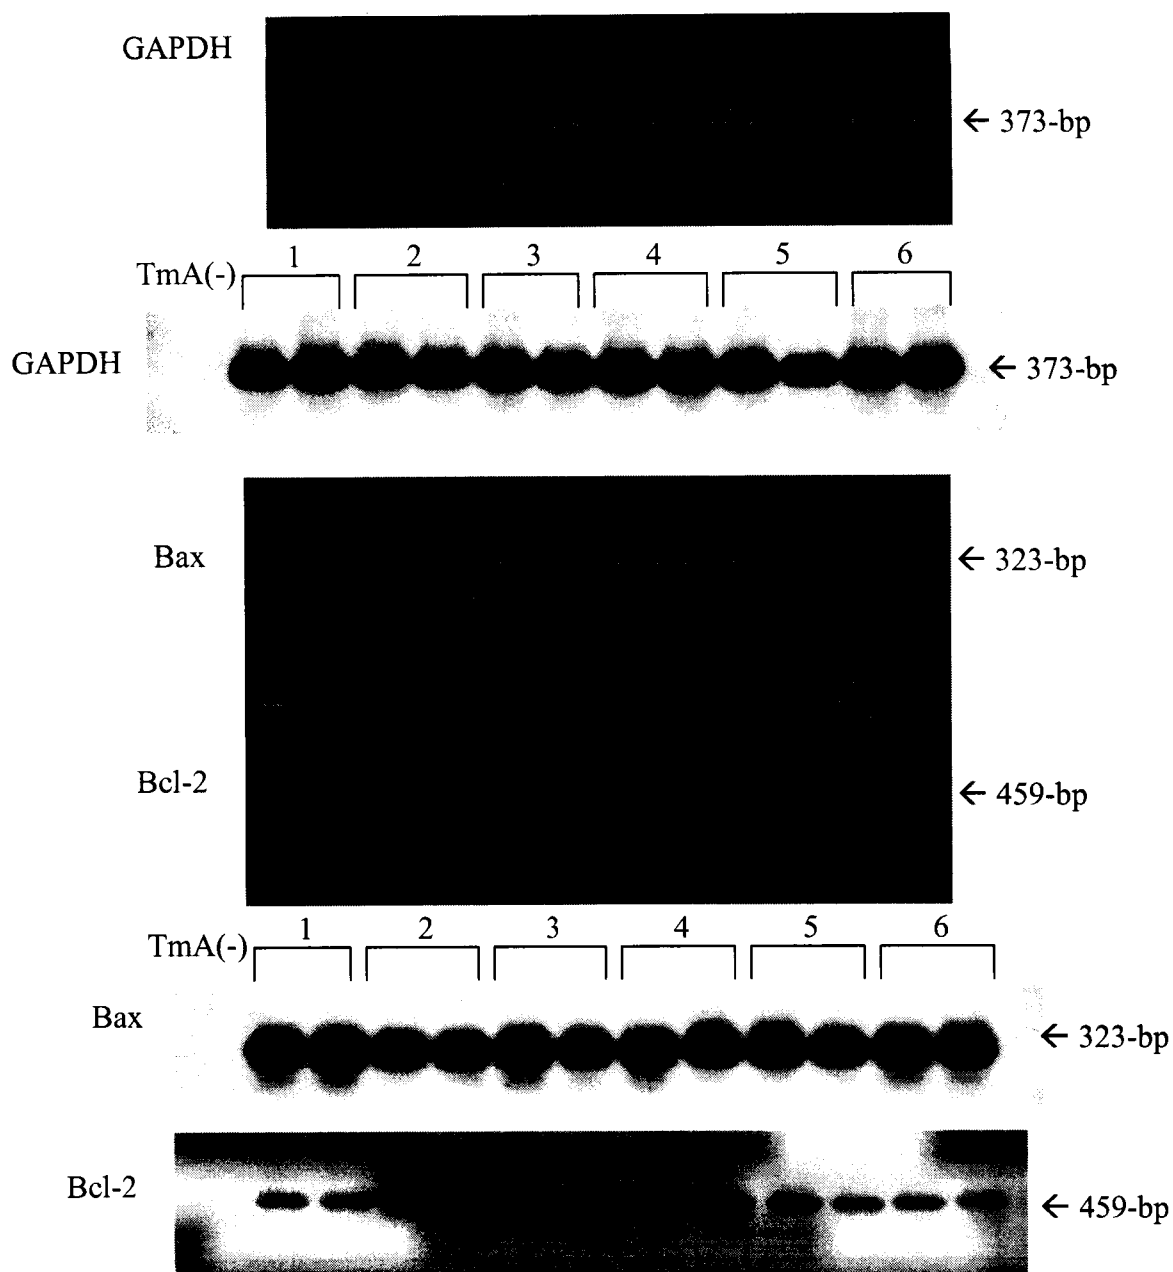 GAPDH
← 373-bp
TmA(-) 1 2 3 4 5 6
GAPDH ← 373-bp
Bax ← 323-bp
Bcl-2 ← 459-bp
TmA(-) 1 2 3 4 5 6
Bax ← 323-bp
Bcl-2 ← 459-bp